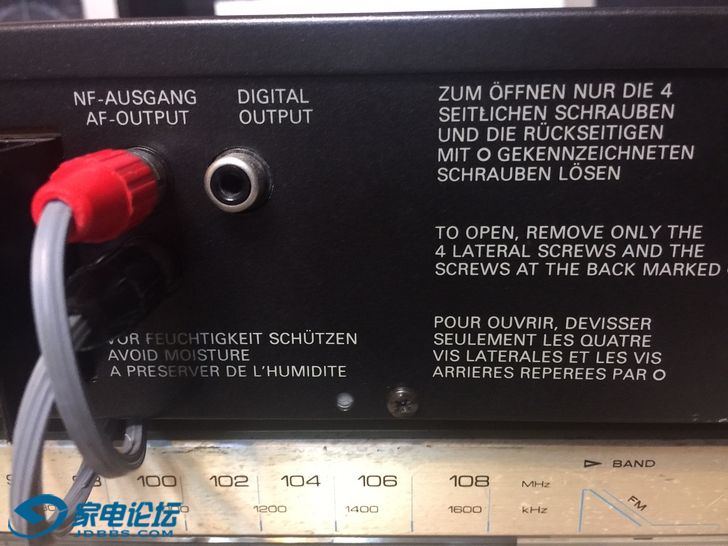 NF-AUSGANG
AF-OUTPUT
DIGITAL
OUTPUT
ZUM ÖFFNEN NUR DIE 4
SEITLICHEN SCHRAUBEN
UND DIE RÜCKSEITIGEN
MIT O GEKENNZEICHNETEN
SCHRAUBEN LÖSEN
TO OPEN, REMOVE ONLY THE
4 LATERAL SCREWS AND THE
SCREWS AT THE BACK MARKED
POUR OUVRIR, DEVISSER
SEULEMENT LES QUATRE
VIS LATERALES ET LES VIS
ARRIERES REPEREES PAR O
VOR FEUCHTIGKEIT SCHÜTZEN
AVOID MOISTURE
A PRESERVER DE L'HUMIDITE
100 102 104 106 108 MHz
1200 1400 1600 kHz
BAND
FM
家电论坛
JDBBS.COM